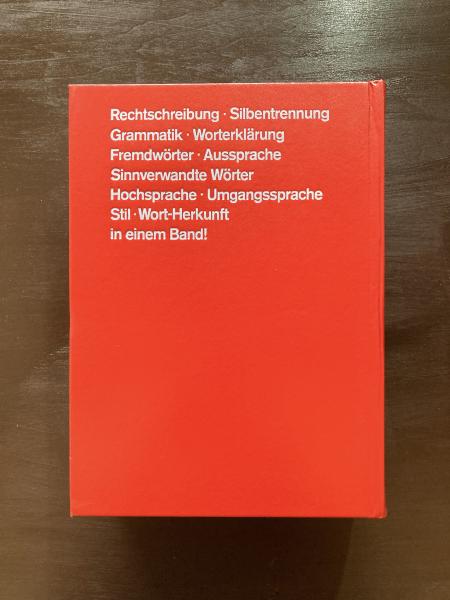 Rechtschreibung · Silbentrennung
Grammatik · Worterklärung
Fremdwörter · Aussprache
Sinnverwandte Wörter
Hochsprache · Umgangssprache
Stil · Wort-Herkunft
in einem Band!